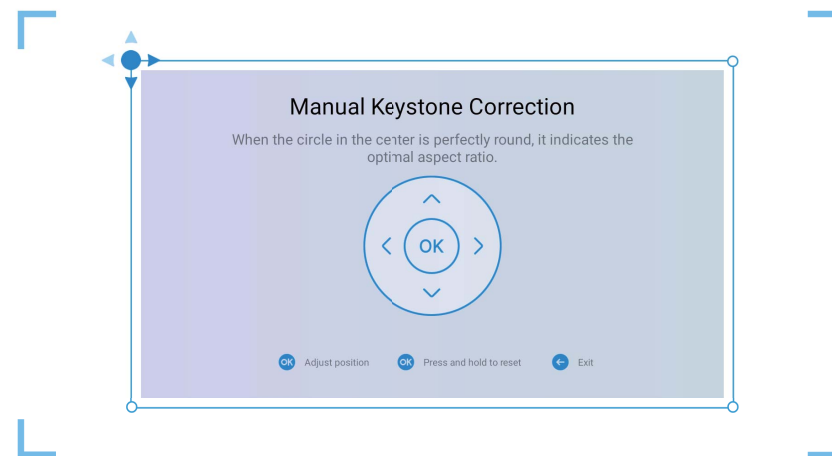 Manual Keystone Correction
When the circle in the center is perfectly round, it indicates the
optimal aspect ratio.
OK
OK Adjust position OK Press and hold to reset Exit